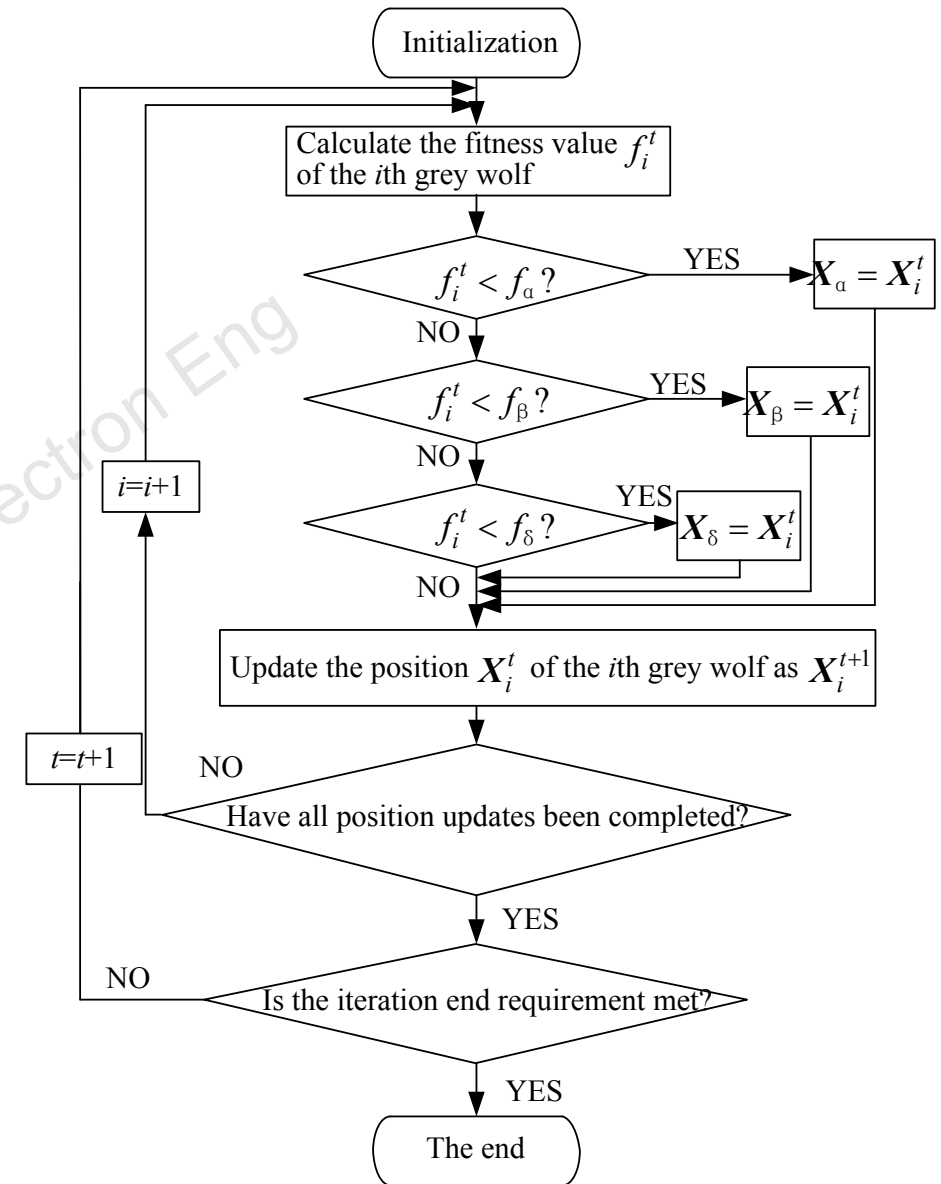 Initialization
Calculate the fitness value f_i^t
of the ith grey wolf
f_i^t < f_α ?
YES
X_α = X_i^t
NO
f_i^t < f_β ?
YES
X_β = X_i^t
NO
f_i^t < f_δ ?
YES
X_δ = X_i^t
NO
i=i+1
Update the position X_i^t of the ith grey wolf as X_i^{t+1}
t=t+1
NO
Have all position updates been completed?
YES
NO
Is the iteration end requirement met?
YES
The end
Eng